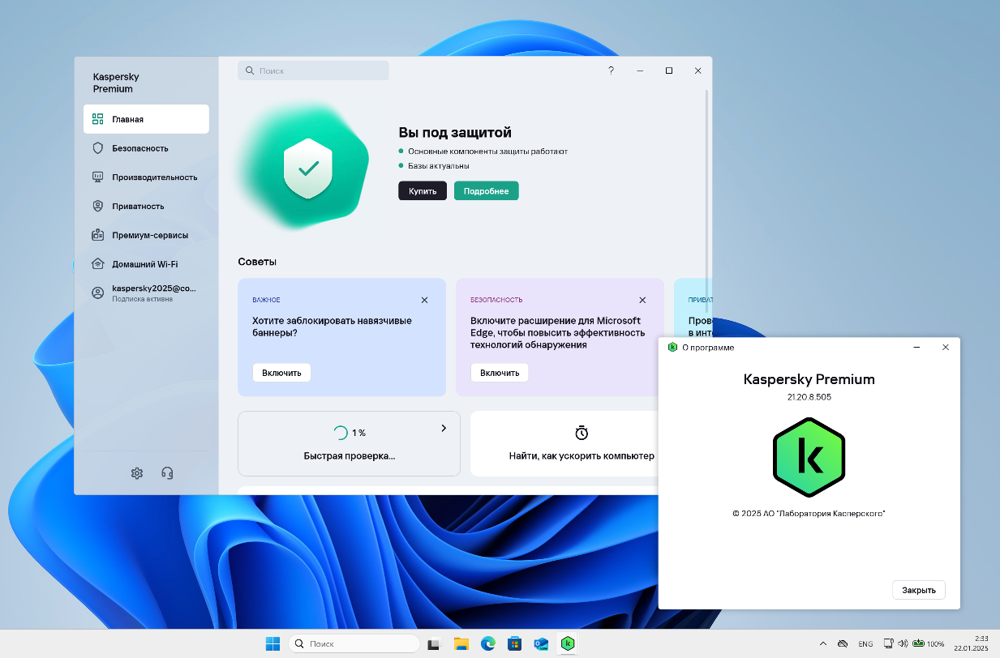 Kaspersky
Premium
Поиск
?
Главная
Безопасность
Производительность
Приватность
Премиум-сервисы
Домашний Wi-Fi
kaspersky2025@co...
Подписка активна
Вы под защитой
Основные компоненты защиты работают
Базы актуальны
Купить
Подробнее
Советы
ВАЖНОЕ
Хотите заблокировать навязчивые
баннеры?
Включить
БЕЗОПАСНОСТЬ
Включите расширение для Microsoft
Edge, чтобы повысить эффективность
технологий обнаружения
Включить
ПРИВАТ
Пров
в инт
1 %
Быстрая проверка...
Найти, как ускорить компьютер
k
О программе
Kaspersky Premium
21.20.8.505
k
© 2025 АО "Лаборатория Касперского"
Закрыть
Поиск
NEW
k
ENG
100%
2:33
22.01.2025